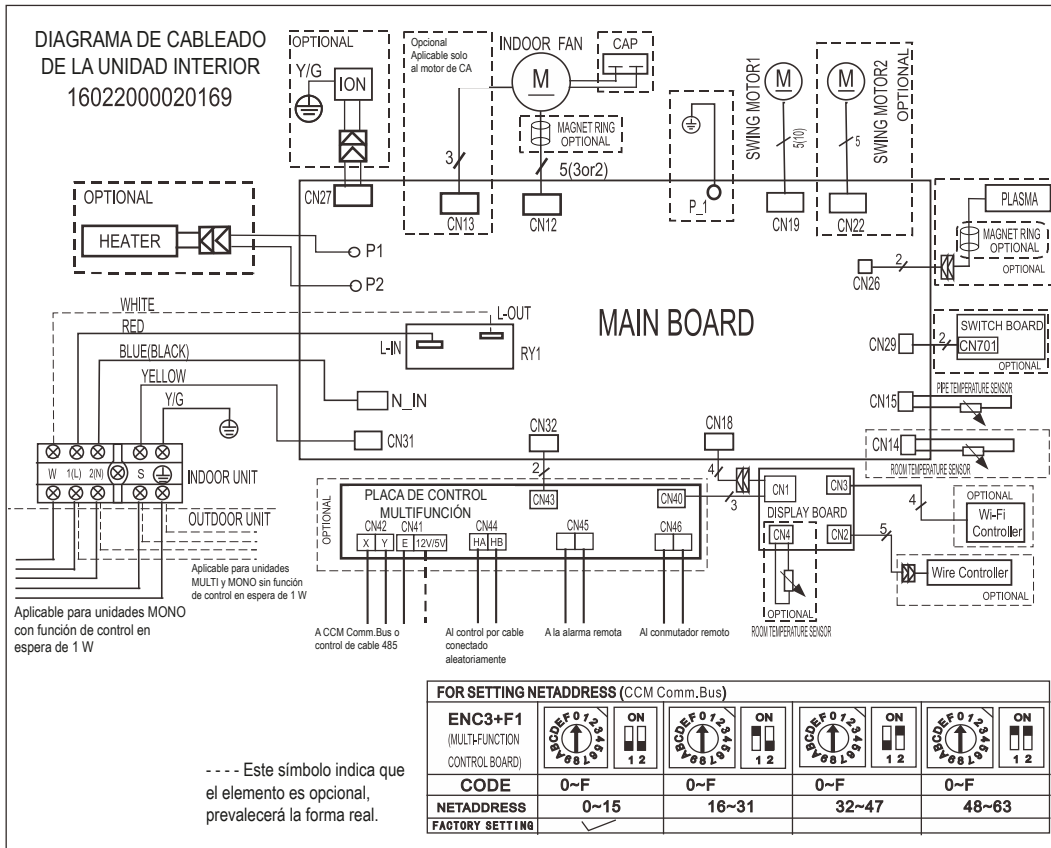 DIAGRAMA DE CABLEADO
DE LA UNIDAD INTERIOR
16022000020169
OPTIONAL
Y/G
ION
CN27
Opcional
Aplicable solo
al motor de CA
3
CN13
INDOOR FAN
M
CAP
MAGNET RING
OPTIONAL
5(3or2)
CN12
P_1
SWING MOTOR1
M
5(10)
CN19
SWING MOTOR2
OPTIONAL
M
5
CN22
PLASMA
MAGNET RING
OPTIONAL
OPTIONAL
2
CN26
OPTIONAL
HEATER
P1
P2
MAIN BOARD
WHITE
RED
BLUE(BLACK)
YELLOW
Y/G
L-OUT
L-IN
RY1
N_IN
CN31
SWITCH BOARD
CN701
OPTIONAL
2
CN29
PIPE TEMPERATURE SENSOR
CN15
CN14
ROOM TEMPERATURE SENSOR
W 1(L) 2(N) S
INDOOR UNIT
OUTDOOR UNIT
Aplicable para unidades
MULTI y MONO sin función
de control en espera de 1 W
Aplicable para unidades MONO
con función de control en
espera de 1 W
CN32
2
CN18
4
OPTIONAL
PLACA DE CONTROL
MULTIFUNCIÓN
CN43
CN40
3
CN42 CN41 CN44 CN45 CN46
X Y E 12V/5V HA HB
A CCM Comm.Bus o
control de cable 485
Al control por cable
conectado
aleatoriamente
A la alarma remota
Al conmutador remoto
CN1
CN3
DISPLAY BOARD
CN4
CN2
OPTIONAL
ROOM TEMPERATURE SENSOR
4
OPTIONAL
Wi-Fi
Controller
5
Wire Controller
OPTIONAL
- - - - Este símbolo indica que
el elemento es opcional,
prevalecerá la forma real.
FOR SETTING NETADDRESS (CCM Comm.Bus)
ENC3+F1
(MULTI-FUNCTION
CONTROL BOARD)
0123456789ABCDEF ON 1 2
0123456789ABCDEF ON 1 2
0123456789ABCDEF ON 1 2
0123456789ABCDEF ON 1 2
CODE 0~F 0~F 0~F 0~F
NETADDRESS 0~15 16~31 32~47 48~63
FACTORY SETTING